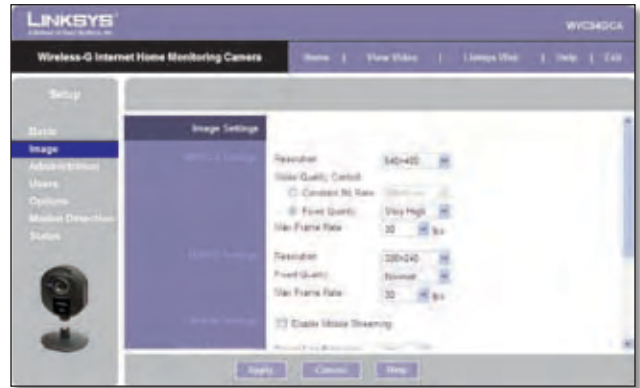 LINKSYS
Wireless-G Internet Home Monitoring Camera
Home | View Video | Linksys Web | Help | Exit
Setup
Basic
Image
Administration
Users
Options
Motion Detection
Status
Image Settings
MPEG-4 Settings
Resolution 640*480
Video Quality Control
Constant Bit Rate
Fixed Quality Very High
Max Frame Rate 30 fps
Resolution 320*240
Fixed Quality Normal
Max Frame Rate 30 fps
Enable Mobile Streaming
Apply Cancel Help